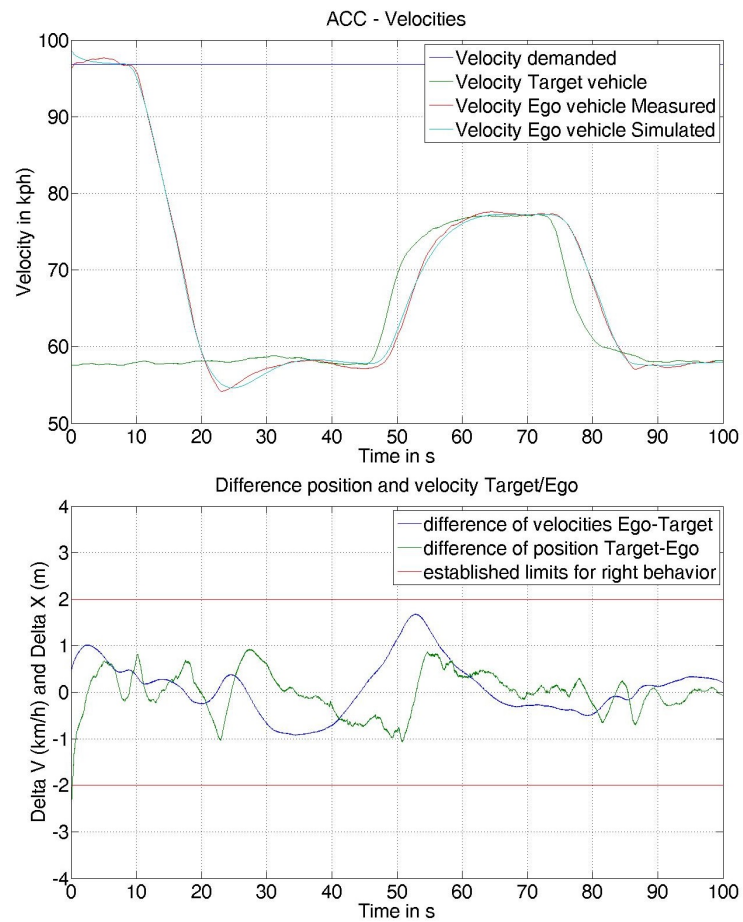 ACC - Velocities
100
90
80
70
60
50
Velocity in kph)
Velocity demanded
Velocity Target vehicle
Velocity Ego vehicle Measured
Velocity Ego vehicle Simulated
0 10 20 30 40 50 60 70 80 90 100
Time in s
Difference position and velocity Target/Ego
4
3
2
1
0
-1
-2
-3
-4
Delta V (km/h) and Delta X (m)
difference of velocities Ego-Target
difference of position Target-Ego
established limits for right behavior
0 10 20 30 40 50 60 70 80 90 100
Time in s